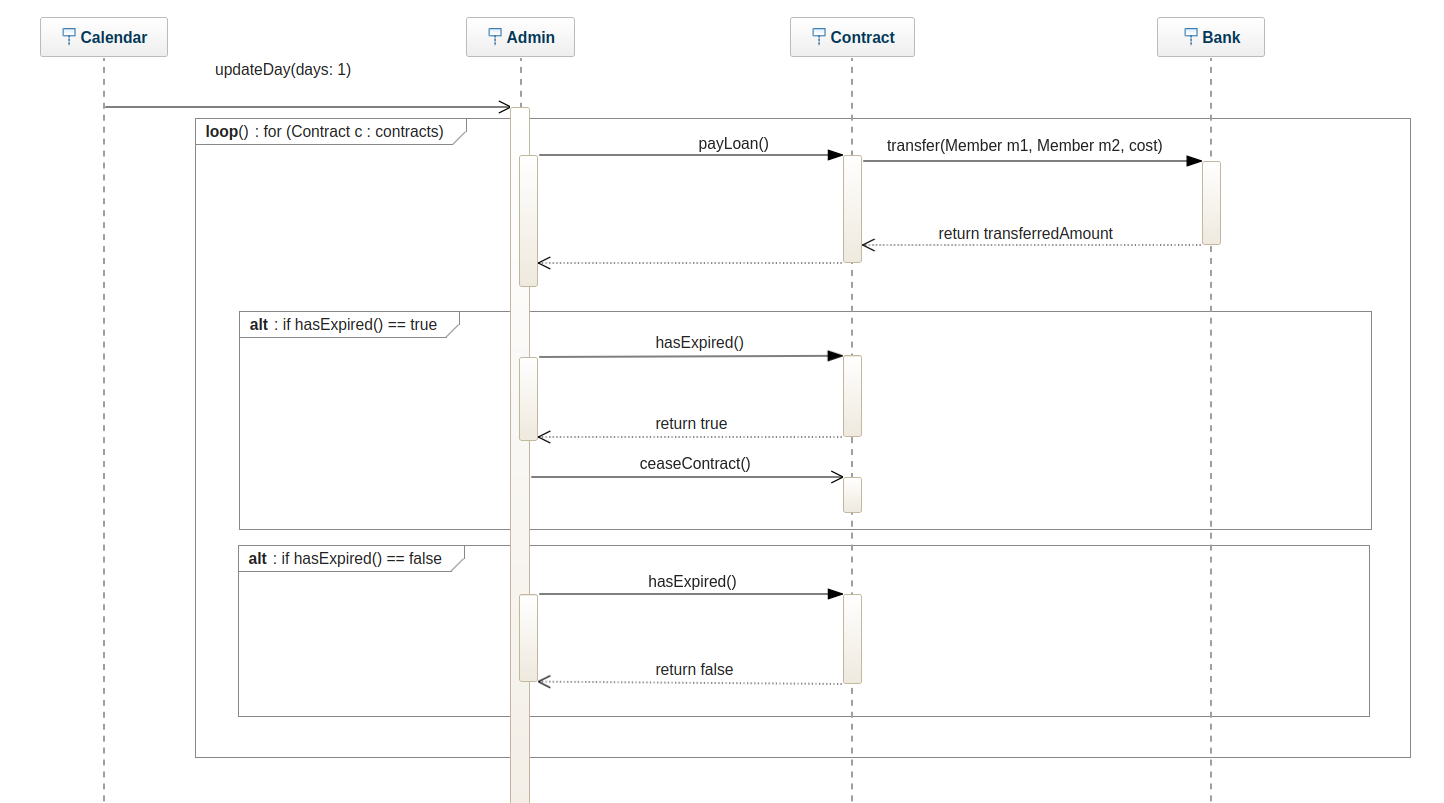 Calendar
Admin
Contract
Bank
updateDay(days: 1)
loop() : for (Contract c : contracts)
payLoan()
transfer(Member m1, Member m2, cost)
return transferredAmount
alt : if hasExpired() == true
hasExpired()
return true
ceaseContract()
alt : if hasExpired() == false
hasExpired()
return false